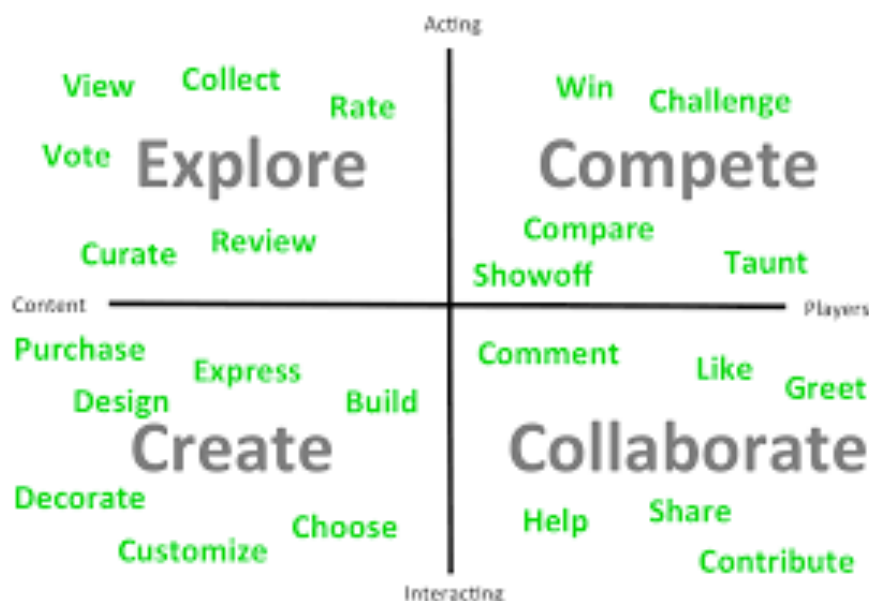 Acting
View Collect Rate
Vote
Explore
Curate Review
Win Challenge
Compete
Compare
Showoff Taunt
Content
Players
Purchase Express
Design Build
Create
Decorate
Customize Choose
Comment Like Greet
Collaborate
Help Share
Contribute
Interacting